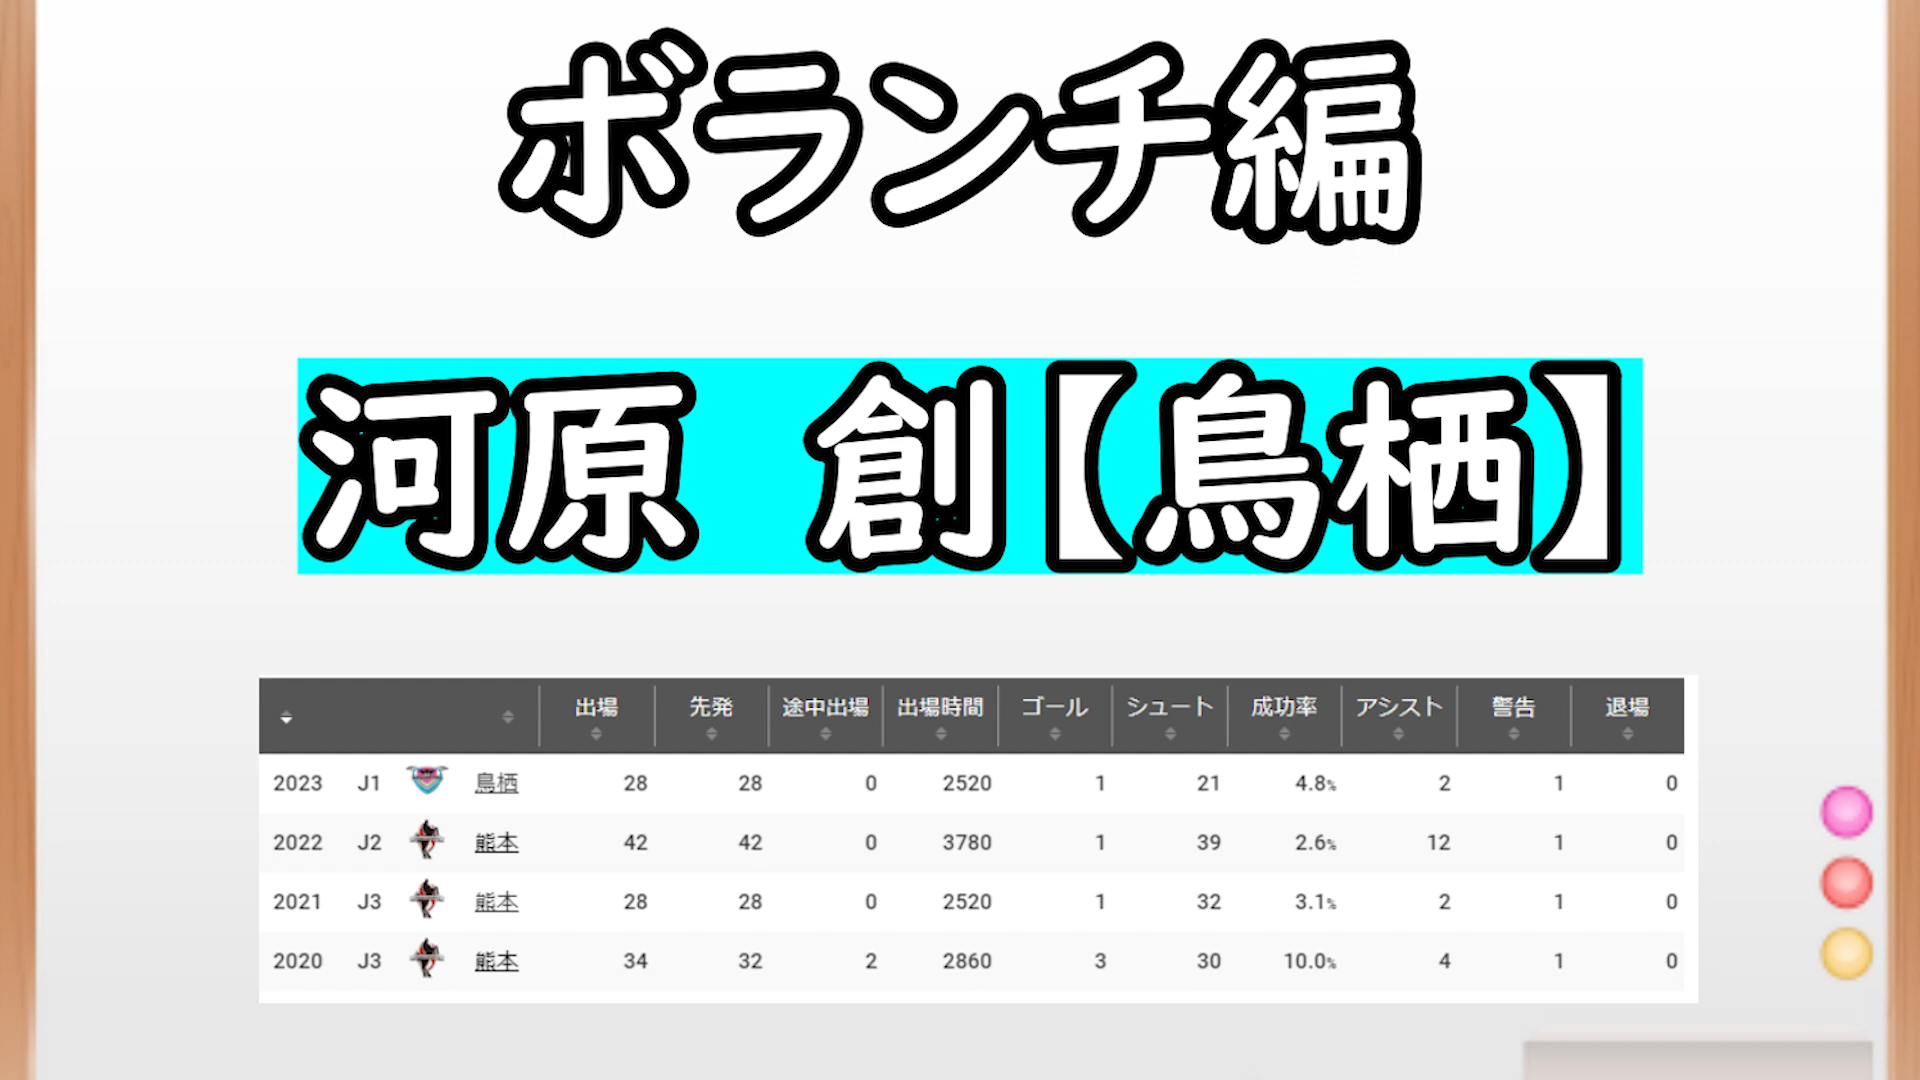 ボランチ編
河原 創【鳥栖】
出場 先発 途中出場 出場時間 ゴール シュート 成功率 アシスト 警告 退場
2023 J1 鳥栖 28 28 0 2520 1 21 4.8% 2 1 0
2022 J2 熊本 42 42 0 3780 1 39 2.6% 12 1 0
2021 J3 熊本 28 28 0 2520 1 32 3.1% 2 1 0
2020 J3 熊本 34 32 2 2860 3 30 10.0% 4 1 0